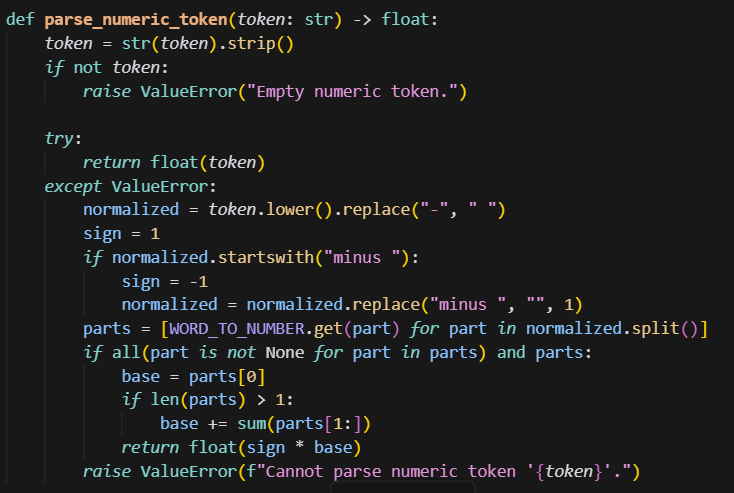 def parse_numeric_token(token: str) -> float:
    token = str(token).strip()
    if not token:
        raise ValueError("Empty numeric token.")

    try:
        return float(token)
    except ValueError:
        normalized = token.lower().replace("-", " ")
        sign = 1
        if normalized.startswith("minus "):
            sign = -1
            normalized = normalized.replace("minus ", "", 1)
        parts = [WORD_TO_NUMBER.get(part) for part in normalized.split()]
        if all(part is not None for part in parts) and parts:
            base = parts[0]
            if len(parts) > 1:
                base += sum(parts[1:])
            return float(sign * base)
        raise ValueError(f"Cannot parse numeric token '{token}'.")